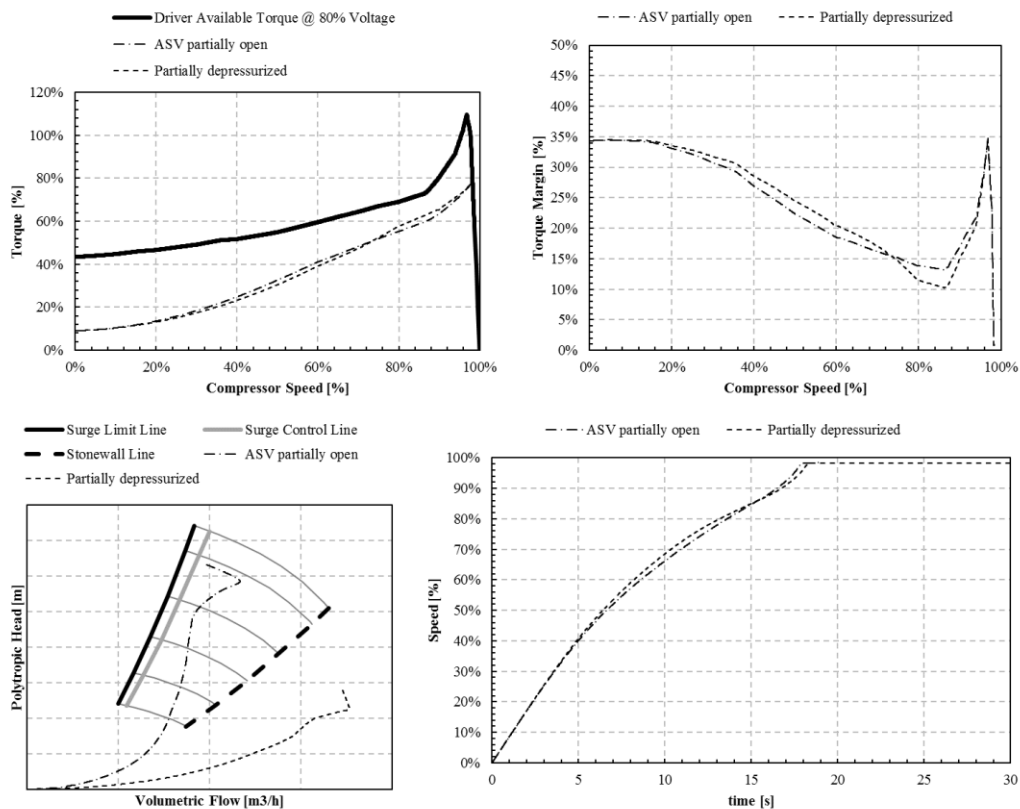 Driver Available Torque @ 80% Voltage
ASV partially open
Partially depressurized
120%
100%
80%
60%
40%
20%
0%
Torque [%]
0% 20% 40% 60% 80% 100%
Compressor Speed [%]
ASV partially open Partially depressurized
50%
45%
40%
35%
30%
25%
20%
15%
10%
5%
0%
Torque Margin [%]
0% 20% 40% 60% 80% 100%
Compressor Speed [%]
Surge Limit Line Surge Control Line
Stonewall Line ASV partially open
Partially depressurized
Polytropic Head [m]
Volumetric Flow [m3/h]
ASV partially open Partially depressurized
100%
90%
80%
70%
60%
50%
40%
30%
20%
10%
0%
Speed [%]
0 5 10 15 20 25 30
time [s]